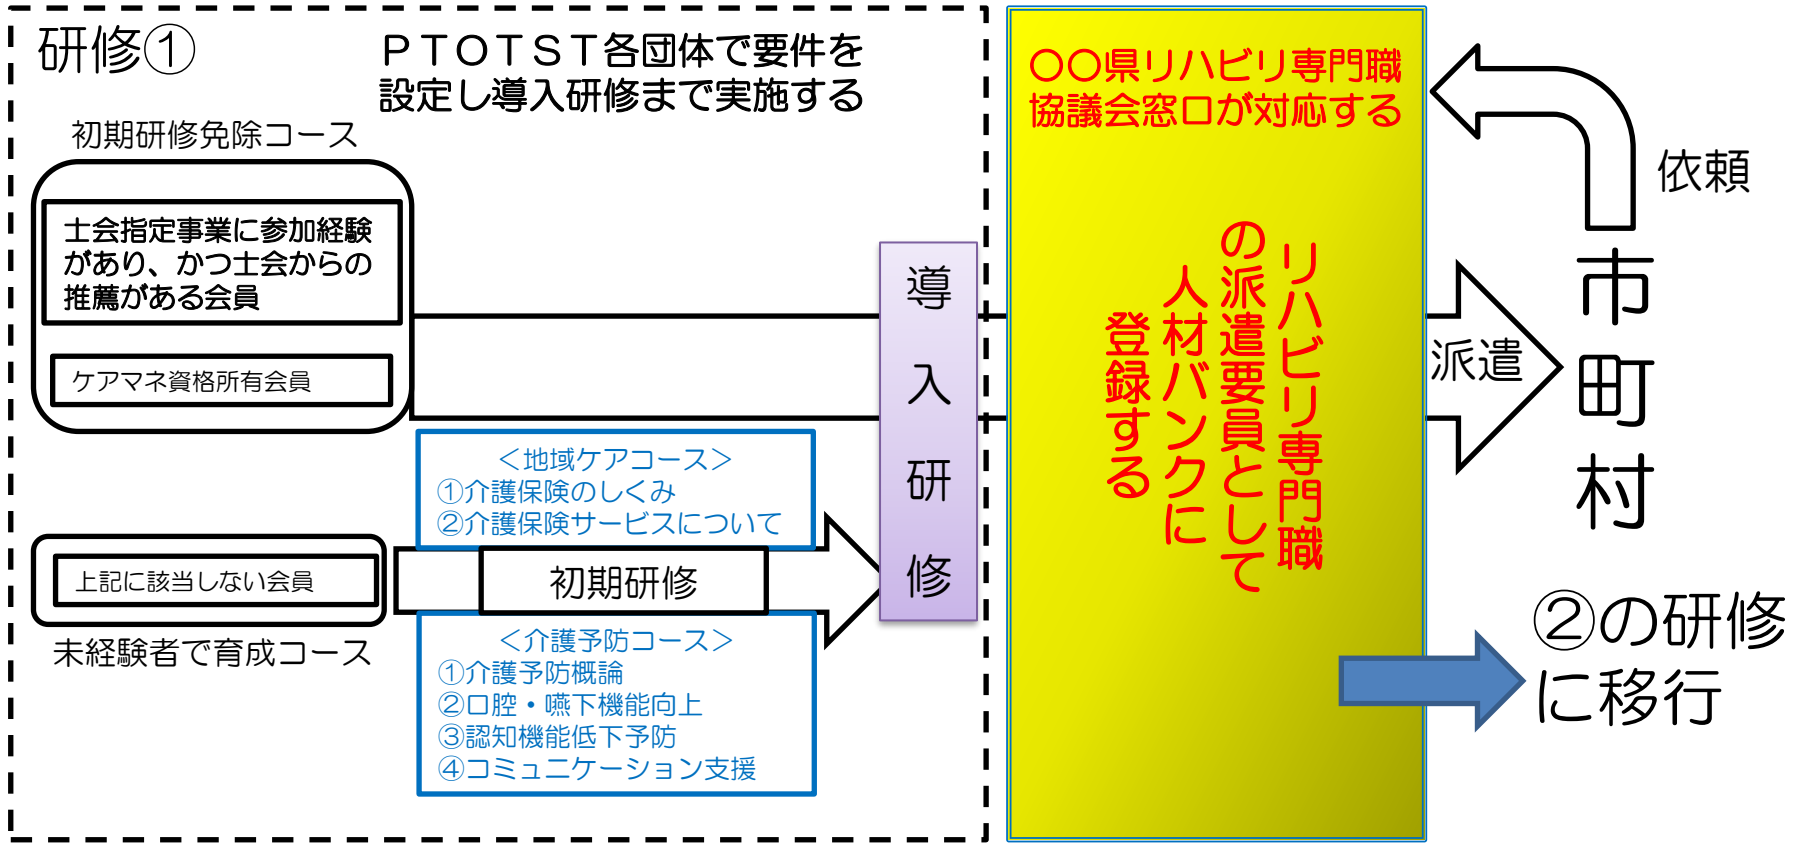 研修①
ＰＴＯＴＳＴ各団体で要件を
設定し導入研修まで実施する
初期研修免除コース
士会指定事業に参加経験
があり、かつ士会からの
推薦がある会員
ケアマネ資格所有会員
＜地域ケアコース＞
①介護保険のしくみ
②介護保険サービスについて
初期研修
上記に該当しない会員
未経験者で育成コース
＜介護予防コース＞
①介護予防概論
②口腔・嚥下機能向上
③認知機能低下予防
④コミュニケーション支援
導入研修
〇〇県リハビリ専門職
協議会窓口が対応する
リハビリ専門職
の派遣要員として
人材バンクに
登録する
依頼
派遣
市町村
②の研修
に移行